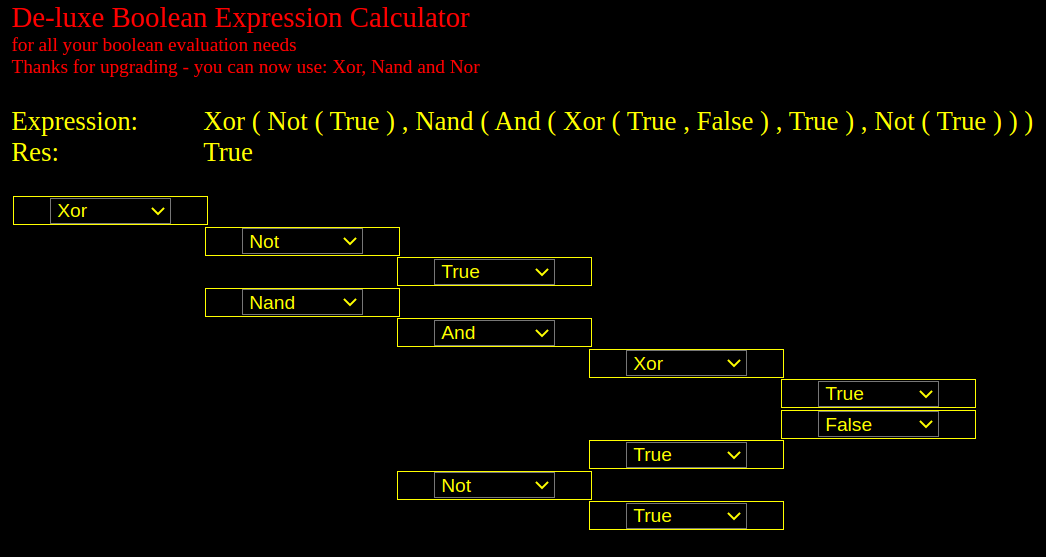 De-luxe Boolean Expression Calculator
for all your boolean evaluation needs
Thanks for upgrading - you can now use: Xor, Nand and Nor
Expression: Xor ( Not ( True ) , Nand ( And ( Xor ( True , False ) , True ) , Not ( True ) ) )
Res: True
Xor
Not
True
Nand
And
Xor
True
False
True
Not
True